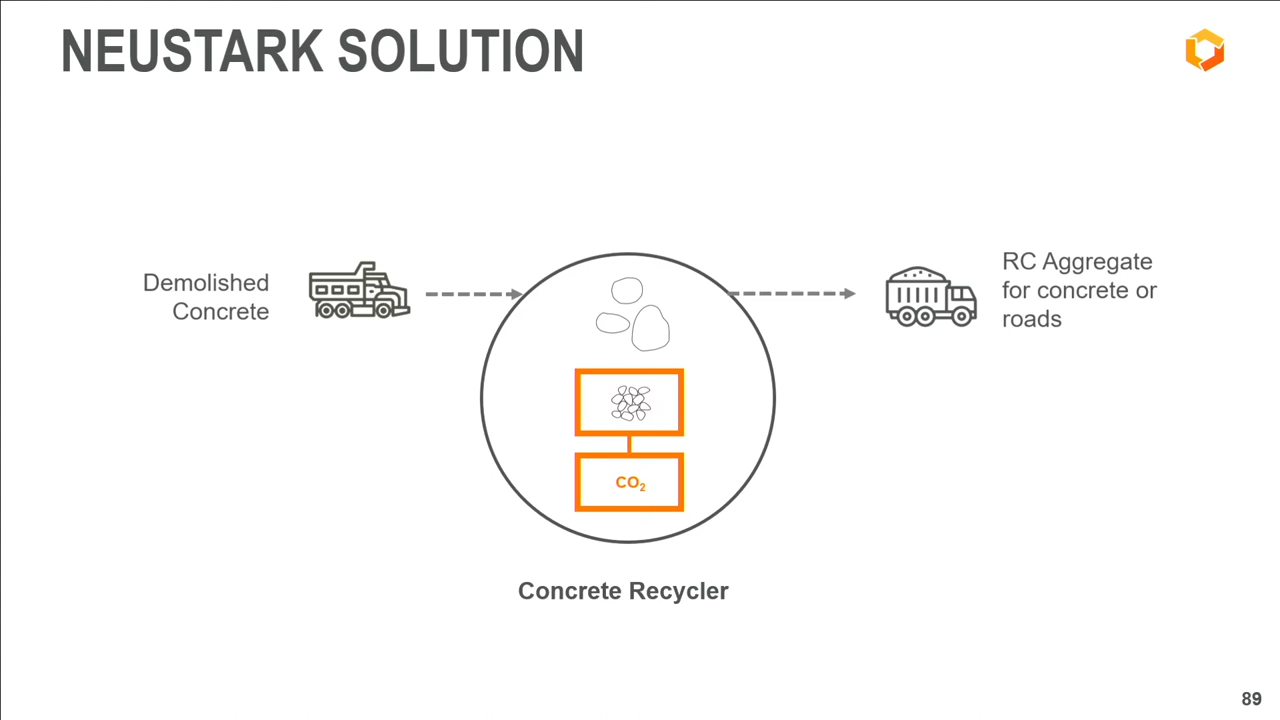 NEUSTARK SOLUTION
Demolished
Concrete
RC Aggregate
for concrete or
roads
CO₂
Concrete Recycler
89